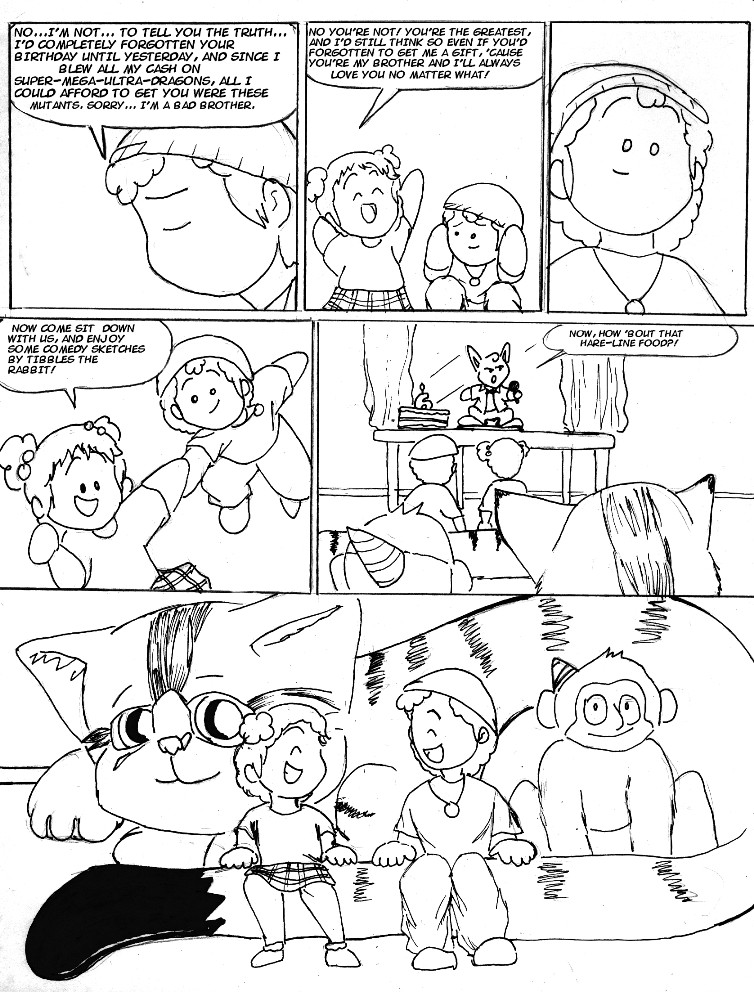 NO...I'M NOT... TO TELL YOU THE TRUTH...
I'D COMPLETELY FORGOTTEN YOUR
BIRTHDAY UNTIL YESTERDAY, AND SINCE I
BLEW ALL MY CASH ON
SUPER-MEGA-ULTRA-DRAGONS, ALL I
COULD AFFORD TO GET YOU WERE THESE
MUTANTS. SORRY... I'M A BAD BROTHER.
NO YOU'RE NOT! YOU'RE THE GREATEST,
AND I'D STILL THINK SO EVEN IF YOU'D
FORGOTTEN TO GET ME A GIFT, 'CAUSE
YOU'RE MY BROTHER AND I'LL ALWAYS
LOVE YOU NO MATTER WHAT!
NOW COME SIT DOWN
WITH US, AND ENJOY
SOME COMEDY SKETCHES
BY TIBBLES THE
RABBIT!
NOW, HOW 'BOUT THAT
HARE-LINE FOOD?!
6